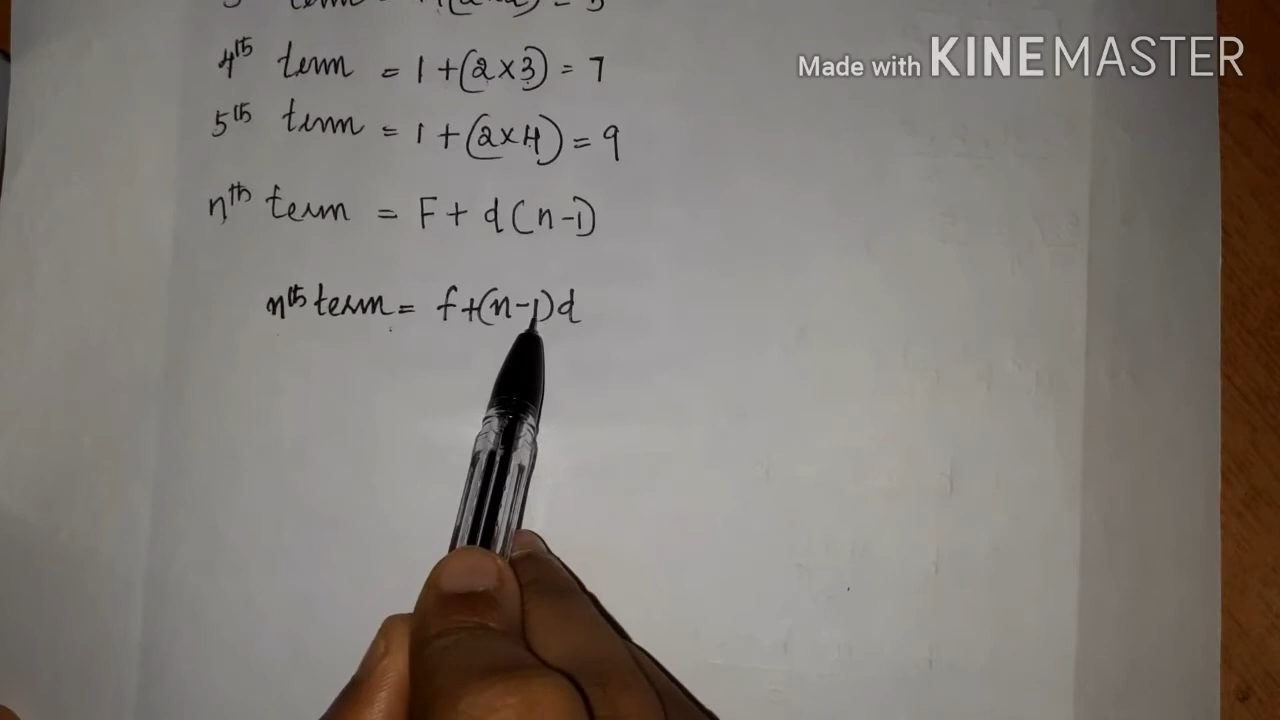 term =
4th term = 1 + (2×3) = 7
Made with KINEMASTER
5th term = 1 + (2×4) = 9
nth term = F + d(n-1)
nth term = f+(n-1)d